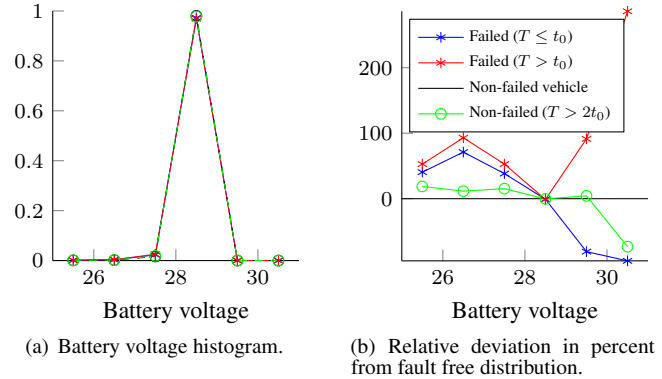 1
0.8
0.6
0.4
0.2
0
26 28 30
Battery voltage
(a) Battery voltage histogram.
Failed (T ≤ t₀)
Failed (T > t₀)
Non-failed vehicle
Non-failed (T > 2t₀)
200
100
0
26 28 30
Battery voltage
(b) Relative deviation in percent
from fault free distribution.